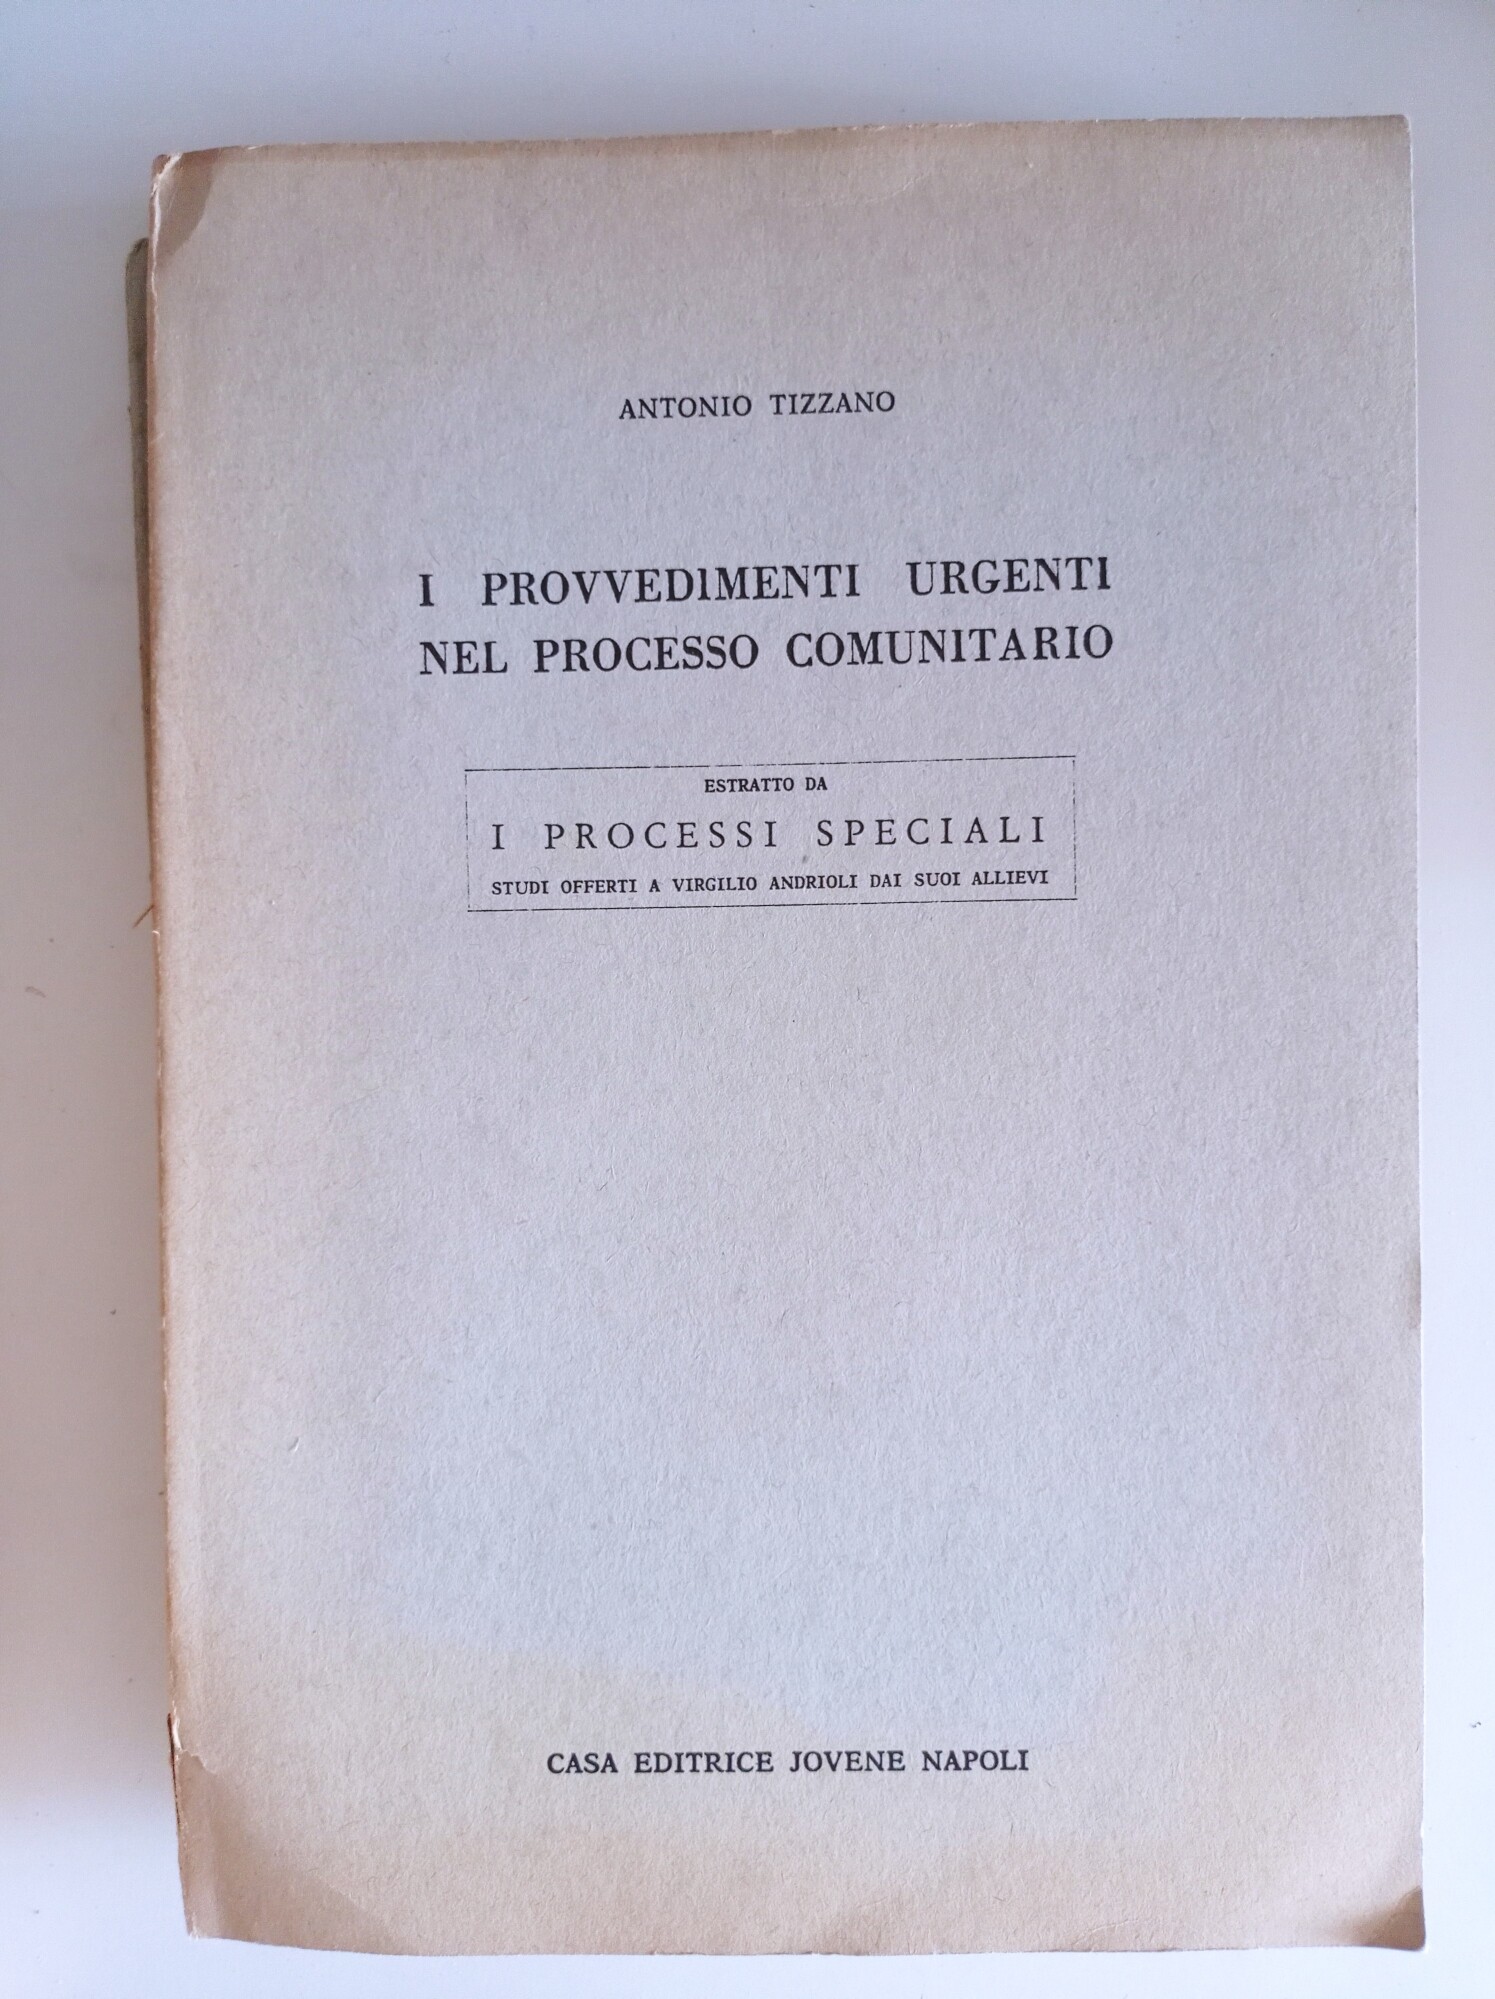 ANTONIO TIZZANO
I PROVVEDIMENTI URGENTI
NEL PROCESSO COMUNITARIO
ESTRATTO DA
I PROCESSI SPECIALI
STUDI OFFERTI A VIRGILIO ANDRIOLI DAI SUOI ALLIEVI
CASA EDITRICE JOVENE NAPOLI